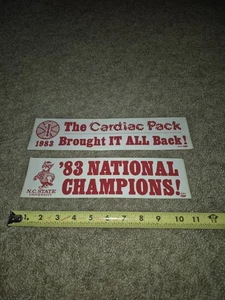 The Cardiac Pack
1983 Brought IT ALL Back!
'83 NATIONAL
CHAMPIONS!
N.C. STATE
UNIVERSITY
1 2 3 4 5 6 7 8 9 10 11